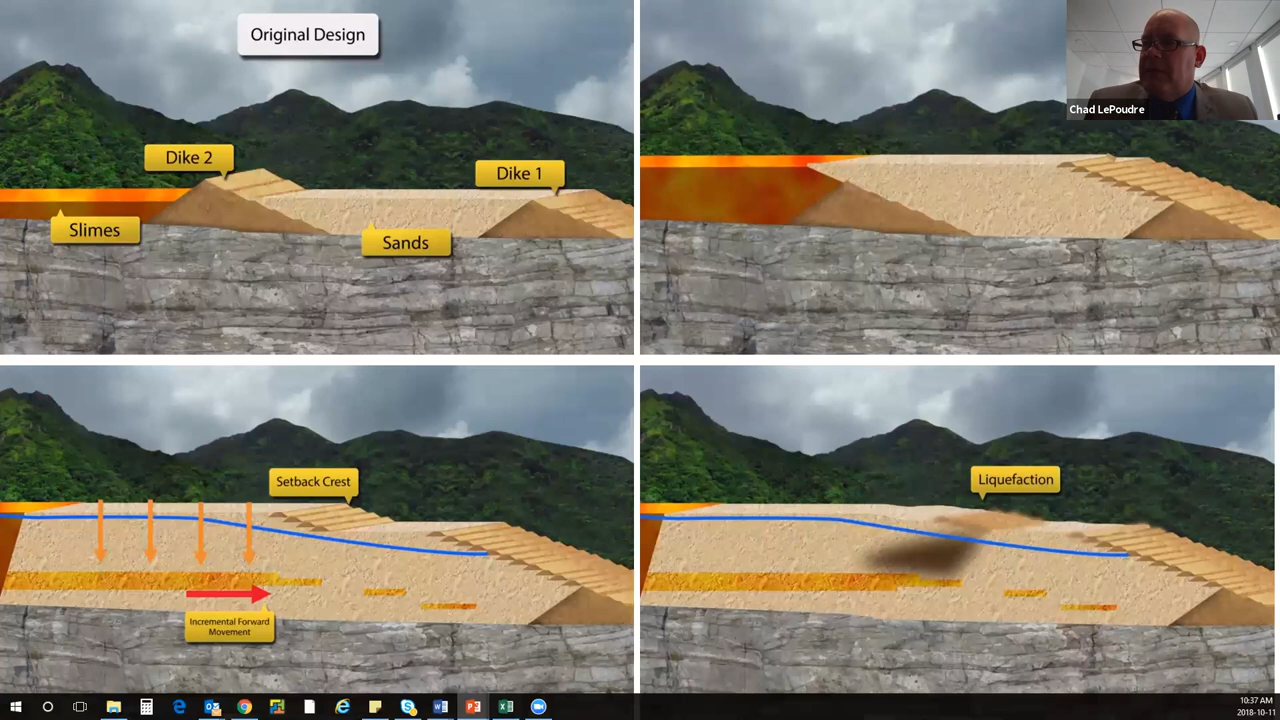 Original Design
Dike 2
Dike 1
Slimes
Sands
Chad LePoudre
Setback Crest
Incremental Forward
Movement
Liquefaction
10:37 AM
2018-10-11